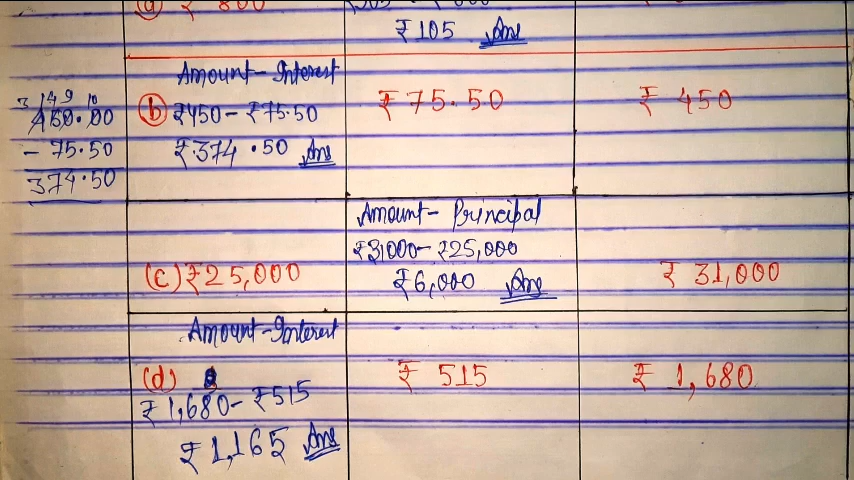 (a) ₹ 800
₹105 Ans
Amount-Interest
(b) ₹450-₹75.50
₹374.50 Ans
₹75.50
₹ 450
3 14 9 10
450.00
- 75.50
374.50
Amount- Principal
₹31000-₹25,000
(c) ₹25,000
₹6,000 Ans
₹ 31,000
Amount-Interest
(d)
₹1,680- ₹515
₹1,165 Ans
₹ 515
₹ 1,680